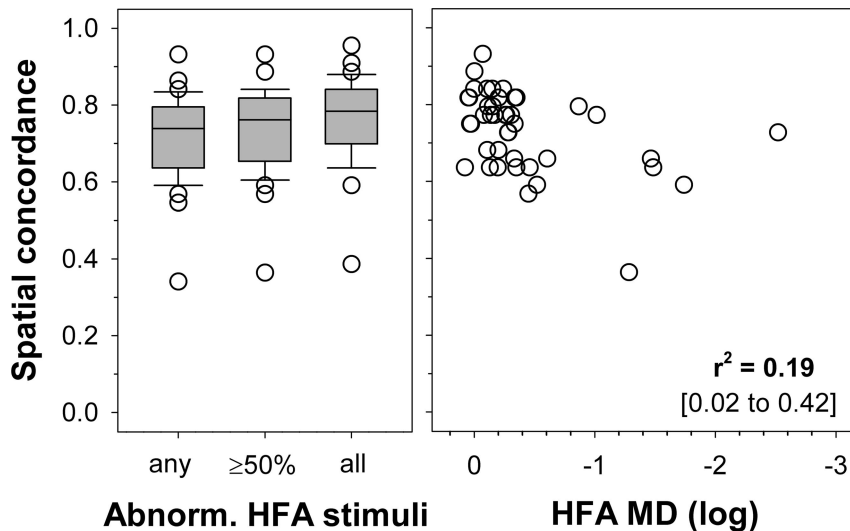 Spatial concordance
1.0
0.8
0.6
0.4
0.2
0.0
any ≥50% all
Abnorm. HFA stimuli
r² = 0.19
[0.02 to 0.42]
0 -1 -2 -3
HFA MD (log)